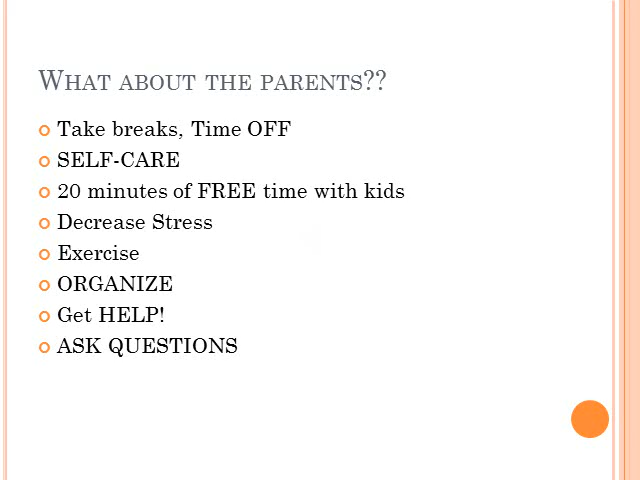 WHAT ABOUT THE PARENTS??
Take breaks, Time OFF
SELF-CARE
20 minutes of FREE time with kids
Decrease Stress
Exercise
ORGANIZE
Get HELP!
ASK QUESTIONS